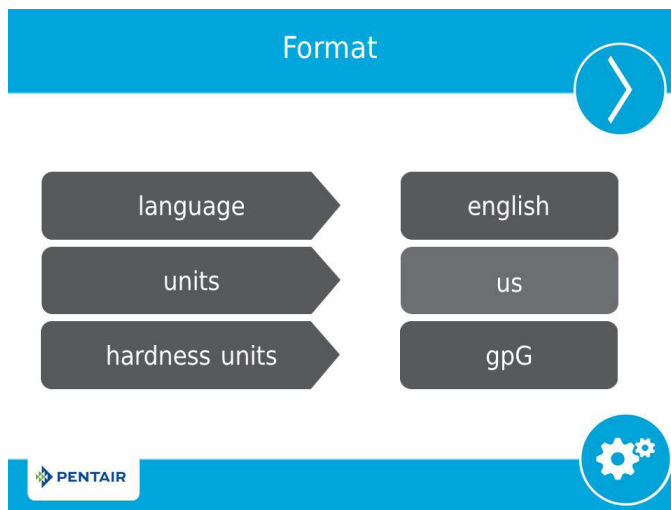 Format
language
english
units
us
hardness units
gpG
PENTAIR